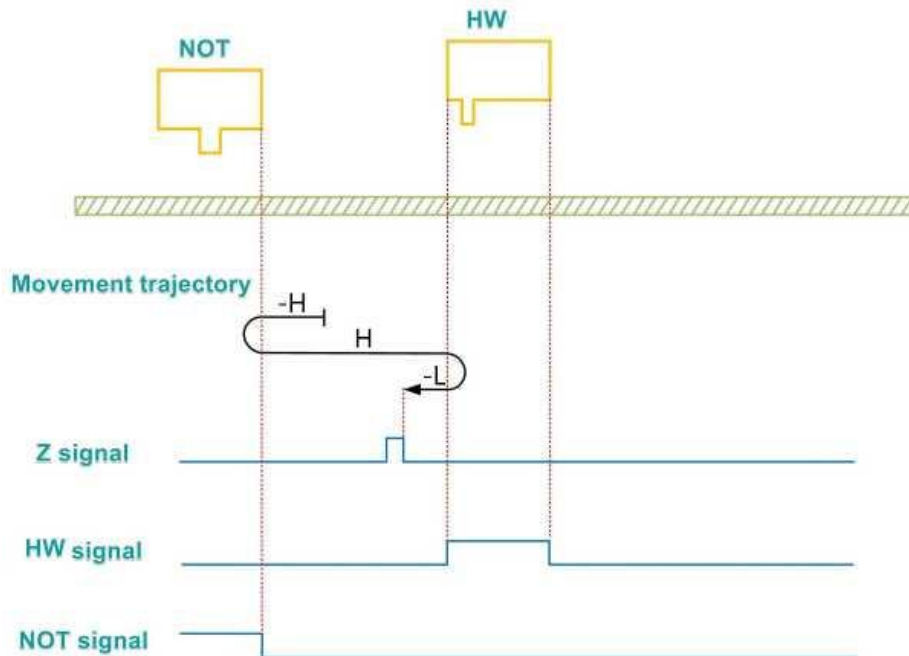 HW
NOT
Movement trajectory
-H
H
-L
Z signal
HW signal
NOT signal